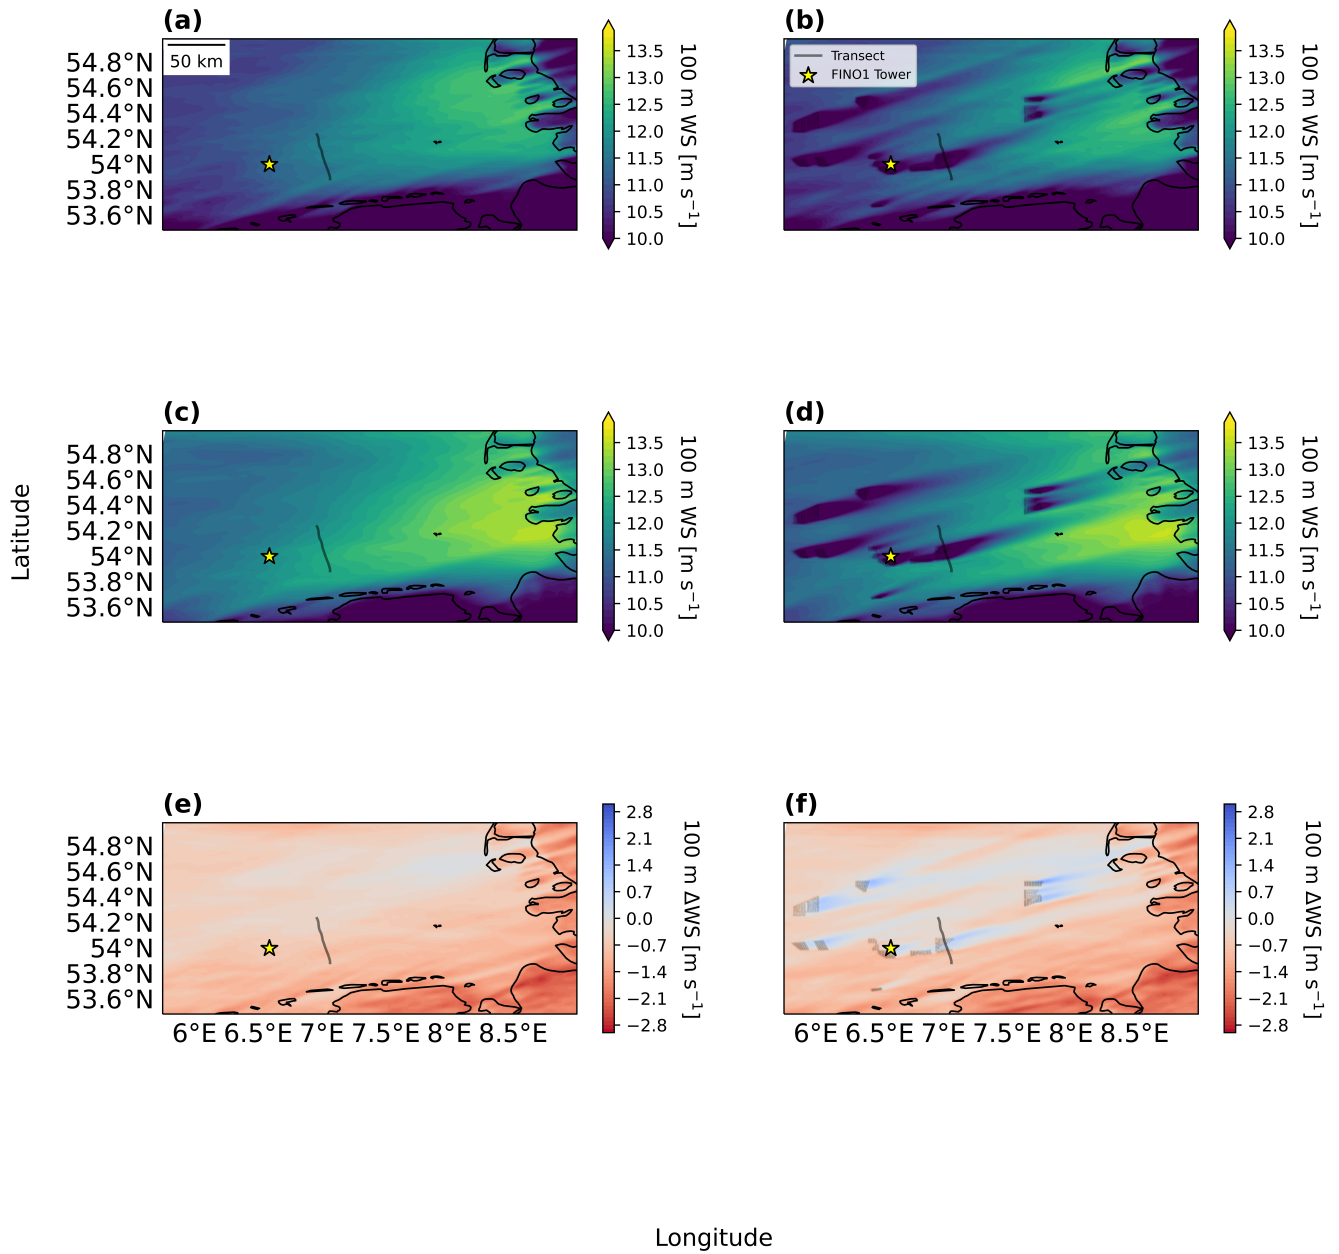 (a)
(b)
50 km
Transect
FINO1 Tower
54.8°N
54.6°N
54.4°N
54.2°N
54°N
53.8°N
53.6°N
13.5
13.0
12.5
12.0
11.5
11.0
10.5
10.0
100 m WS [m s⁻¹]
13.5
13.0
12.5
12.0
11.5
11.0
10.5
10.0
100 m WS [m s⁻¹]
(c)
(d)
54.8°N
54.6°N
54.4°N
54.2°N
54°N
53.8°N
53.6°N
13.5
13.0
12.5
12.0
11.5
11.0
10.5
10.0
100 m WS [m s⁻¹]
13.5
13.0
12.5
12.0
11.5
11.0
10.5
10.0
100 m WS [m s⁻¹]
Latitude
(e)
(f)
54.8°N
54.6°N
54.4°N
54.2°N
54°N
53.8°N
53.6°N
2.8
2.1
1.4
0.7
0.0
−0.7
−1.4
−2.1
−2.8
100 m ΔWS [m s⁻¹]
2.8
2.1
1.4
0.7
0.0
−0.7
−1.4
−2.1
−2.8
100 m ΔWS [m s⁻¹]
6°E 6.5°E 7°E 7.5°E 8°E 8.5°E
6°E 6.5°E 7°E 7.5°E 8°E 8.5°E
Longitude